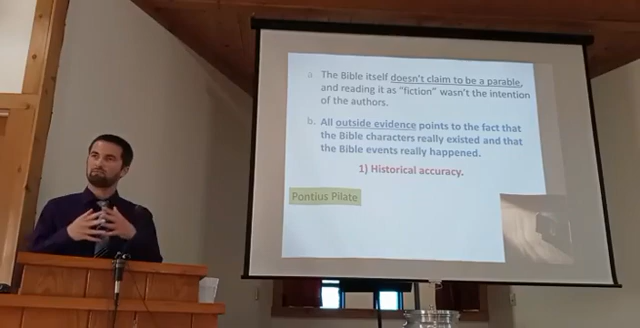 a. The Bible itself doesn't claim to be a parable,
and reading it as "fiction" wasn't the intention
of the authors.
b. All outside evidence points to the fact that
the Bible characters really existed and that
the Bible events really happened.
1) Historical accuracy.
Pontius Pilate